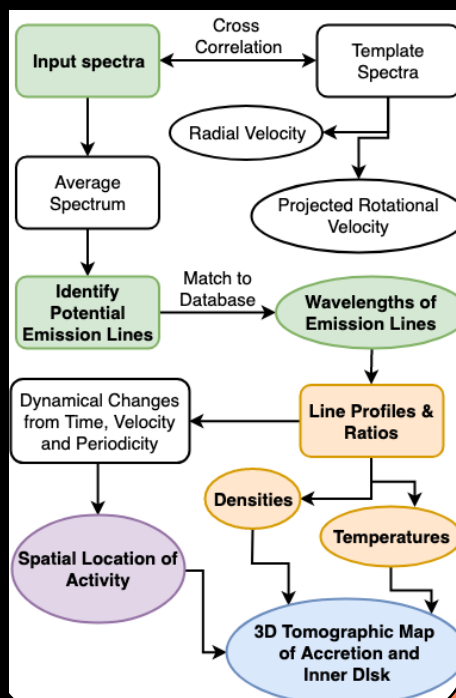 Input spectra
Cross
Correlation
Template
Spectra
Radial Velocity
Average
Spectrum
Projected Rotational
Velocity
Identify
Potential
Emission Lines
Match to
Database
Wavelengths of
Emission Lines
Dynamical Changes
from Time, Velocity
and Periodicity
Line Profiles &
Ratios
Densities
Temperatures
Spatial Location of
Activity
3D Tomographic Map
of Accretion and
Inner DIsk